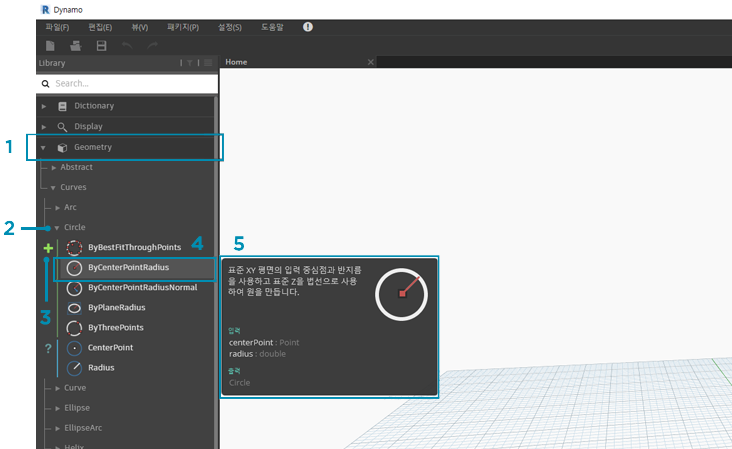 R Dynamo
파일(F) 편집(E) 뷰(V) 패키지(P) 설정(S) 도움말 !
Library
Home
Search...
Dictionary
Display
1
Geometry
Abstract
Curves
Arc
2
Circle
ByBestFitThroughPoints
4
5
ByCenterPointRadius
3
ByCenterPointRadiusNormal
ByPlaneRadius
ByThreePoints
?
CenterPoint
Radius
Curve
Ellipse
EllipseArc
Helix
표준 XY 평면의 입력 중심점과 반지름
을 사용하고 표준 Z을 법선으로 사용
하여 원을 만듭니다.
입력
centerPoint : Point
radius : double
출력
Circle